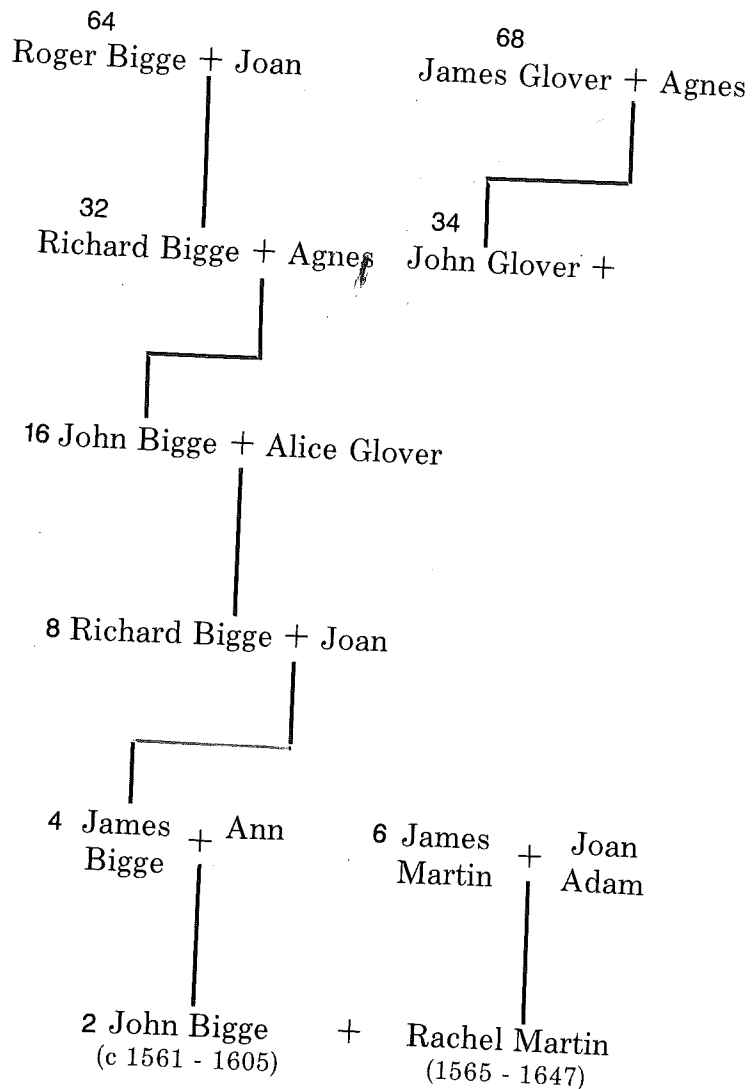 64
Roger Bigge + Joan
68
James Glover + Agnes
32
Richard Bigge + Agnes
34
John Glover +
16 John Bigge + Alice Glover
8 Richard Bigge + Joan
4 James + Ann
Bigge
6 James + Joan
Martin Adam
2 John Bigge + Rachel Martin
(c 1561 - 1605)
(1565 - 1647)